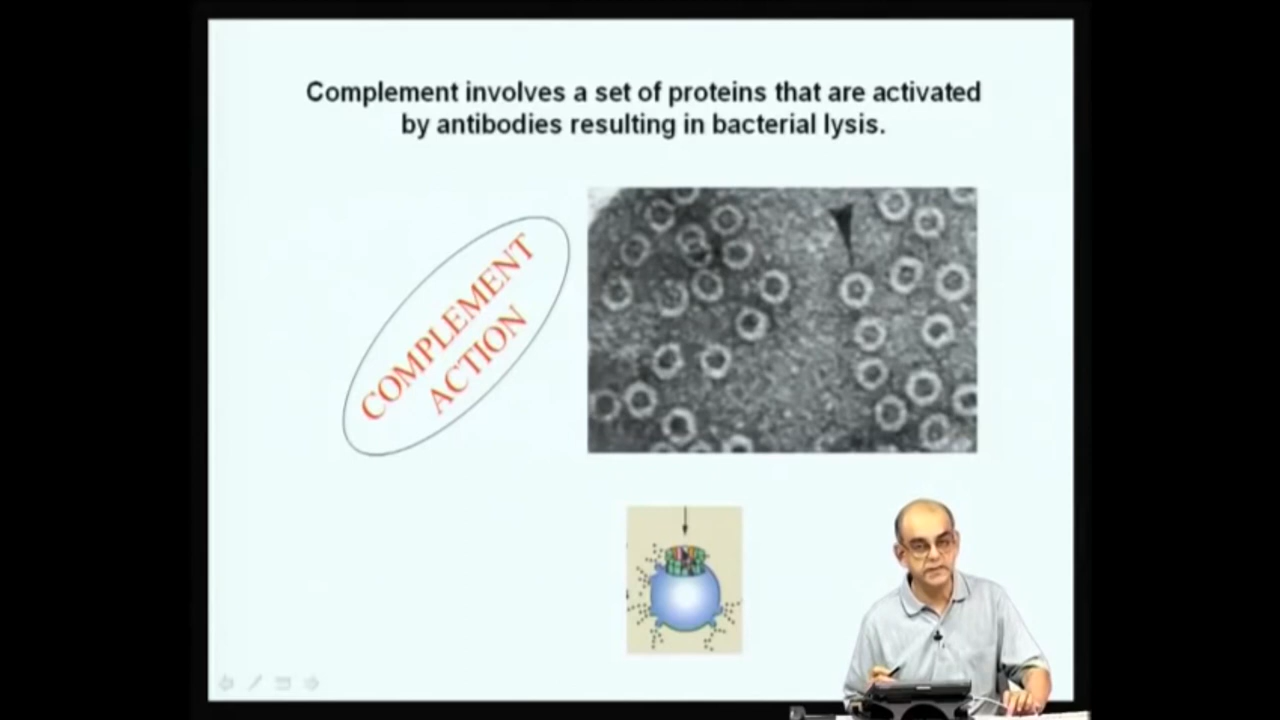 Complement involves a set of proteins that are activated
by antibodies resulting in bacterial lysis.
COMPLEMENT
ACTION